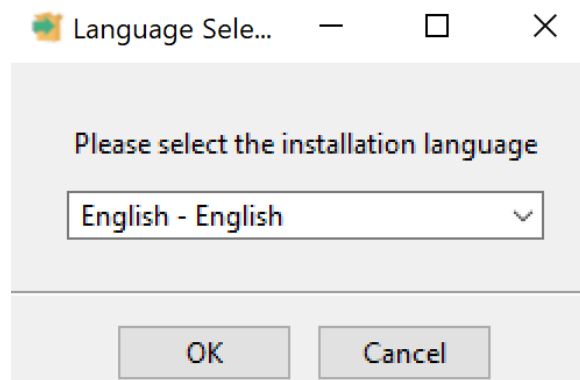 Language Sele...
Please select the installation language
English - English
OK
Cancel